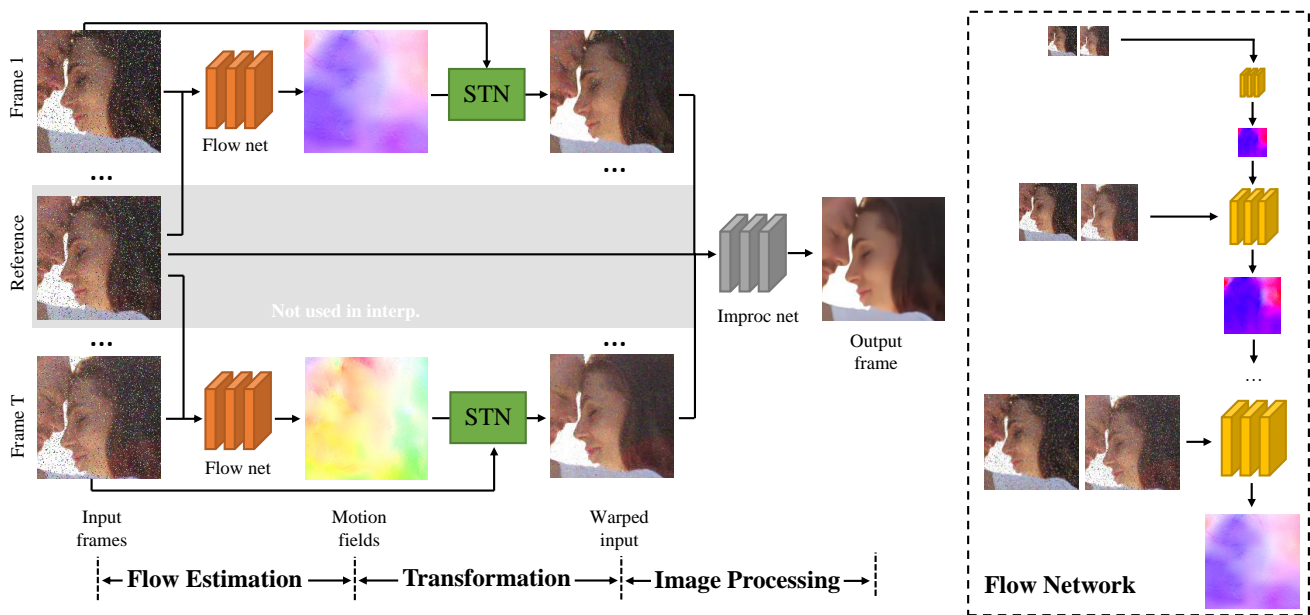 Frame 1
Flow net
STN
...
...
Reference
Not used in interp.
Improc net
Output
frame
...
...
Frame T
Flow net
STN
Input
frames
Motion
fields
Warped
input
Flow Estimation
Transformation
Image Processing
...
Flow Network